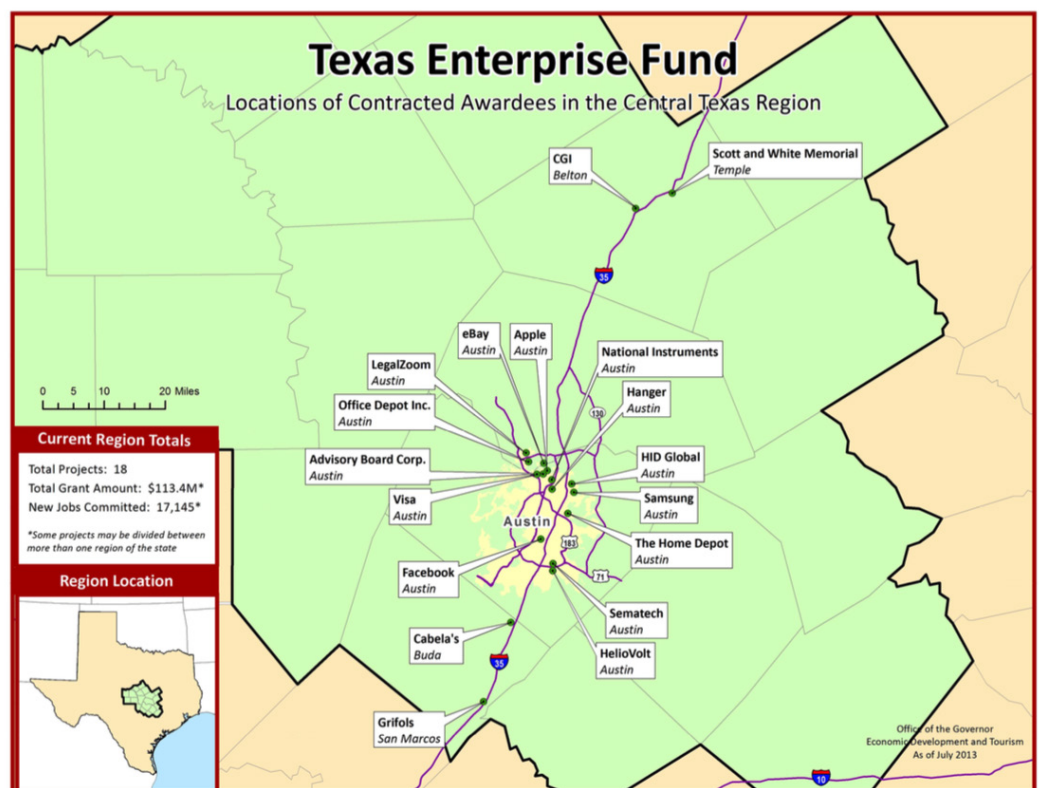 Texas Enterprise Fund
Locations of Contracted Awardees in the Central Texas Region
CGI
Belton
Scott and White Memorial
Temple
35
eBay
Austin
Apple
Austin
National Instruments
Austin
LegalZoom
Austin
Hanger
Austin
0 5 10 20 Miles
Office Depot Inc.
Austin
130
Current Region Totals
Total Projects: 18
Total Grant Amount: $113.4M*
New Jobs Committed: 17,145*
*Some projects may be divided between
more than one region of the state
Advisory Board Corp.
Austin
HID Global
Austin
Visa
Austin
Samsung
Austin
Austin
183
The Home Depot
Austin
Facebook
Austin
71
Region Location
Sematech
Austin
Cabela's
Buda
HelioVolt
Austin
35
Grifols
San Marcos
Office of the Governor
Economic Development and Tourism
As of July 2013
10